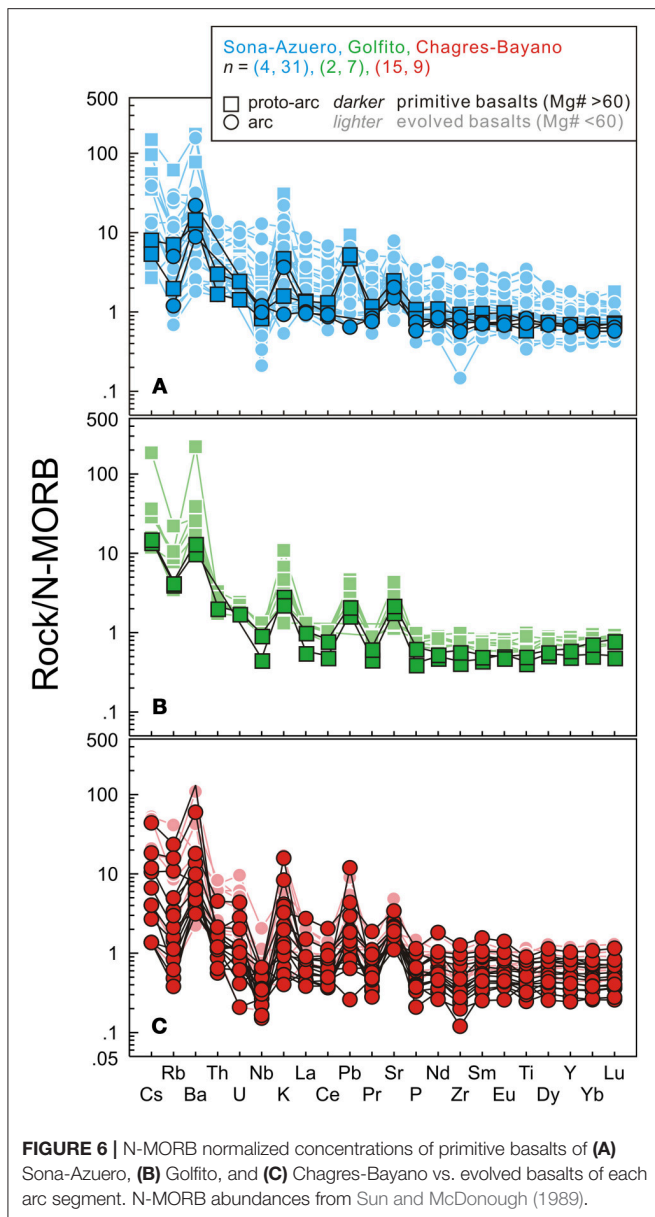 Sona-Azuero, Golfito, Chagres-Bayano
n = (4, 31), (2, 7), (15, 9)
proto-arc darker primitive basalts (Mg# >60)
arc lighter evolved basalts (Mg# <60)
500
100
10
1
.1
A
500
100
10
1
.1
B
Rock/N-MORB
500
100
10
1
.1
.05
C
Rb Th Nb La Pb Sr Nd Sm Ti Y Lu
Cs Ba U K Ce Pr P Zr Eu Dy Yb
FIGURE 6 | N-MORB normalized concentrations of primitive basalts of (A)
Sona-Azuero, (B) Golfito, and (C) Chagres-Bayano vs. evolved basalts of each
arc segment. N-MORB abundances from Sun and McDonough (1989).